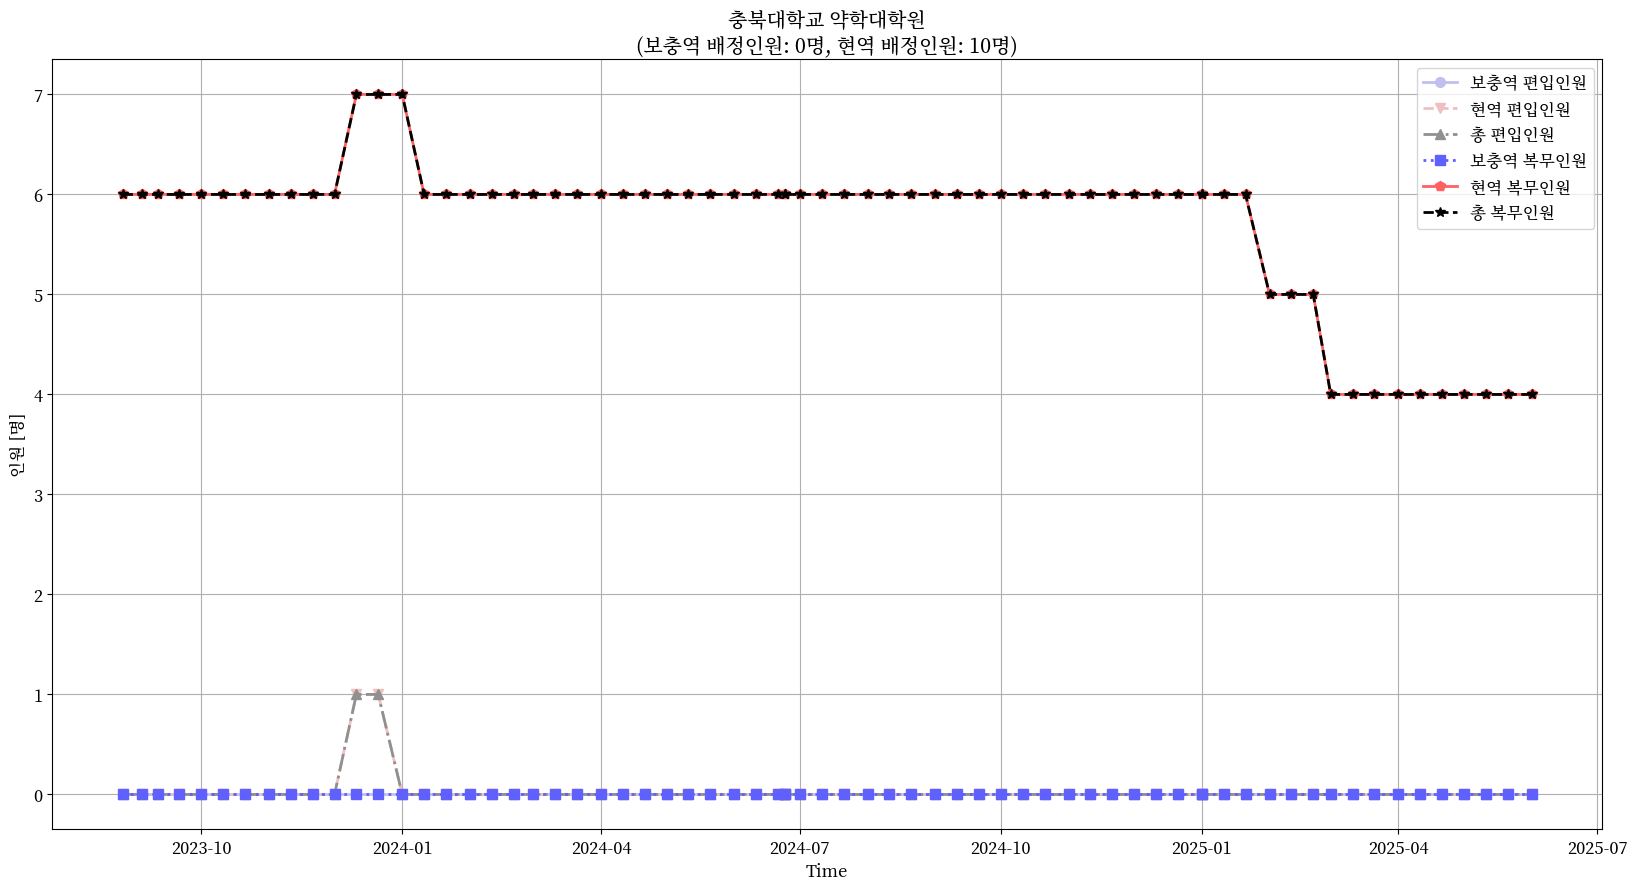 충북대학교 약학대학원
(보충역 배정인원: 0명, 현역 배정인원: 10명)
보충역 편입인원
현역 편입인원
총 편입인원
보충역 복무인원
현역 복무인원
총 복무인원
인원 [명]
7
6
5
4
3
2
1
0
2023-10
2024-01
2024-04
2024-07
2024-10
2025-01
2025-04
2025-07
Time